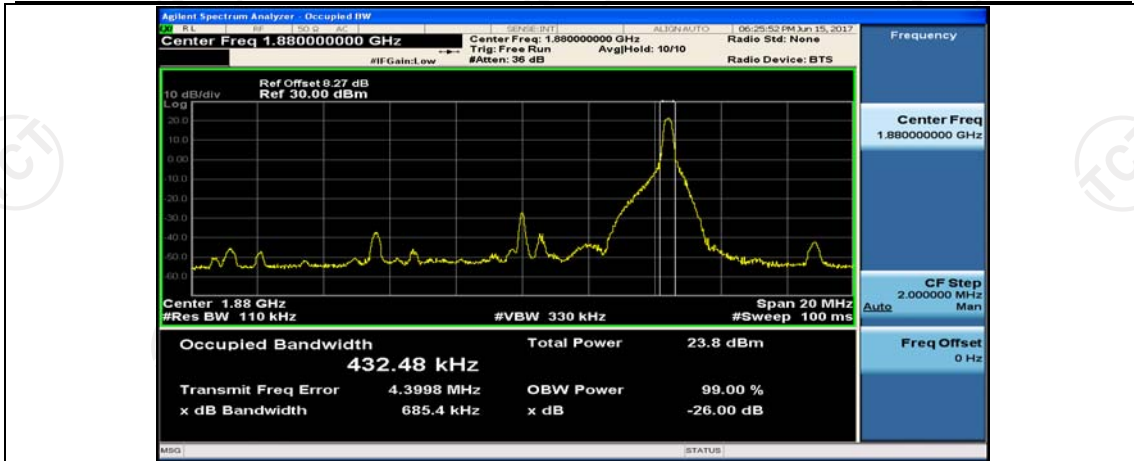 Agilent Spectrum Analyzer - Occupied BW
RL RF 50 Ω AC SENSE:INT ALIGN AUTO 06:25:52 PM Jun 15, 2017
Center Freq 1.880000000 GHz
Center Freq: 1.880000000 GHz
Radio Std: None
Trig: Free Run Avg|Hold: 10/10
#IFGain:Low #Atten: 36 dB Radio Device: BTS
Frequency
Ref Offset 8.27 dB
10 dB/div Ref 30.00 dBm
Log
20.0
10.0
0.00
-10.0
-20.0
-30.0
-40.0
-50.0
-60.0
Center 1.88 GHz Span 20 MHz
#Res BW 110 kHz #VBW 330 kHz #Sweep 100 ms
Occupied Bandwidth Total Power 23.8 dBm
432.48 kHz
Transmit Freq Error 4.3998 MHz OBW Power 99.00 %
x dB Bandwidth 685.4 kHz x dB -26.00 dB
Center Freq
1.880000000 GHz
CF Step
2.000000 MHz
Auto Man
Freq Offset
0 Hz
MSG STATUS
TCT